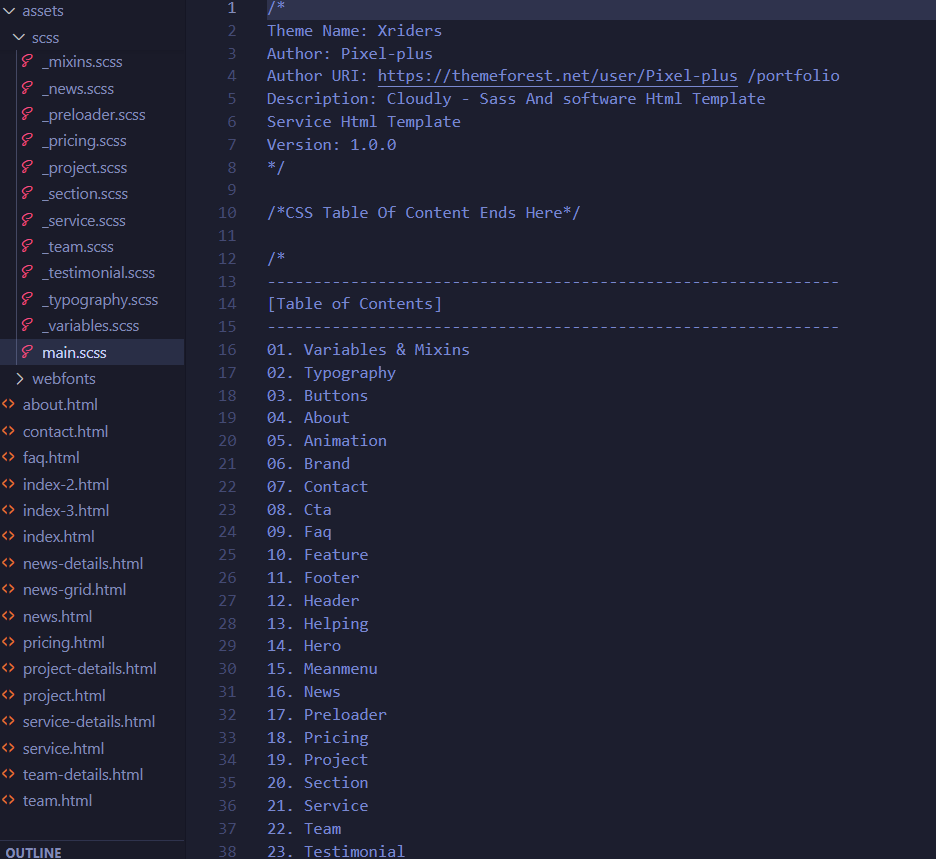 assets
scss
_mixins.scss
_news.scss
_preloader.scss
_pricing.scss
_project.scss
_section.scss
_service.scss
_team.scss
_testimonial.scss
_typography.scss
_variables.scss
main.scss
webfonts
about.html
contact.html
faq.html
index-2.html
index-3.html
index.html
news-details.html
news-grid.html
news.html
pricing.html
project-details.html
project.html
service-details.html
service.html
team-details.html
team.html
OUTLINE
1 /*
2 Theme Name: Xriders
3 Author: Pixel-plus
4 Author URI: https://themeforest.net/user/Pixel-plus /portfolio
5 Description: Cloudly - Sass And software Html Template
6 Service Html Template
7 Version: 1.0.0
8 */
9
10 /*CSS Table Of Content Ends Here*/
11
12 /*
13 --------------------------------------------------------------
14 [Table of Contents]
15 --------------------------------------------------------------
16 01. Variables & Mixins
17 02. Typography
18 03. Buttons
19 04. About
20 05. Animation
21 06. Brand
22 07. Contact
23 08. Cta
24 09. Faq
25 10. Feature
26 11. Footer
27 12. Header
28 13. Helping
29 14. Hero
30 15. Meanmenu
31 16. News
32 17. Preloader
33 18. Pricing
34 19. Project
35 20. Section
36 21. Service
37 22. Team
38 23. Testimonial